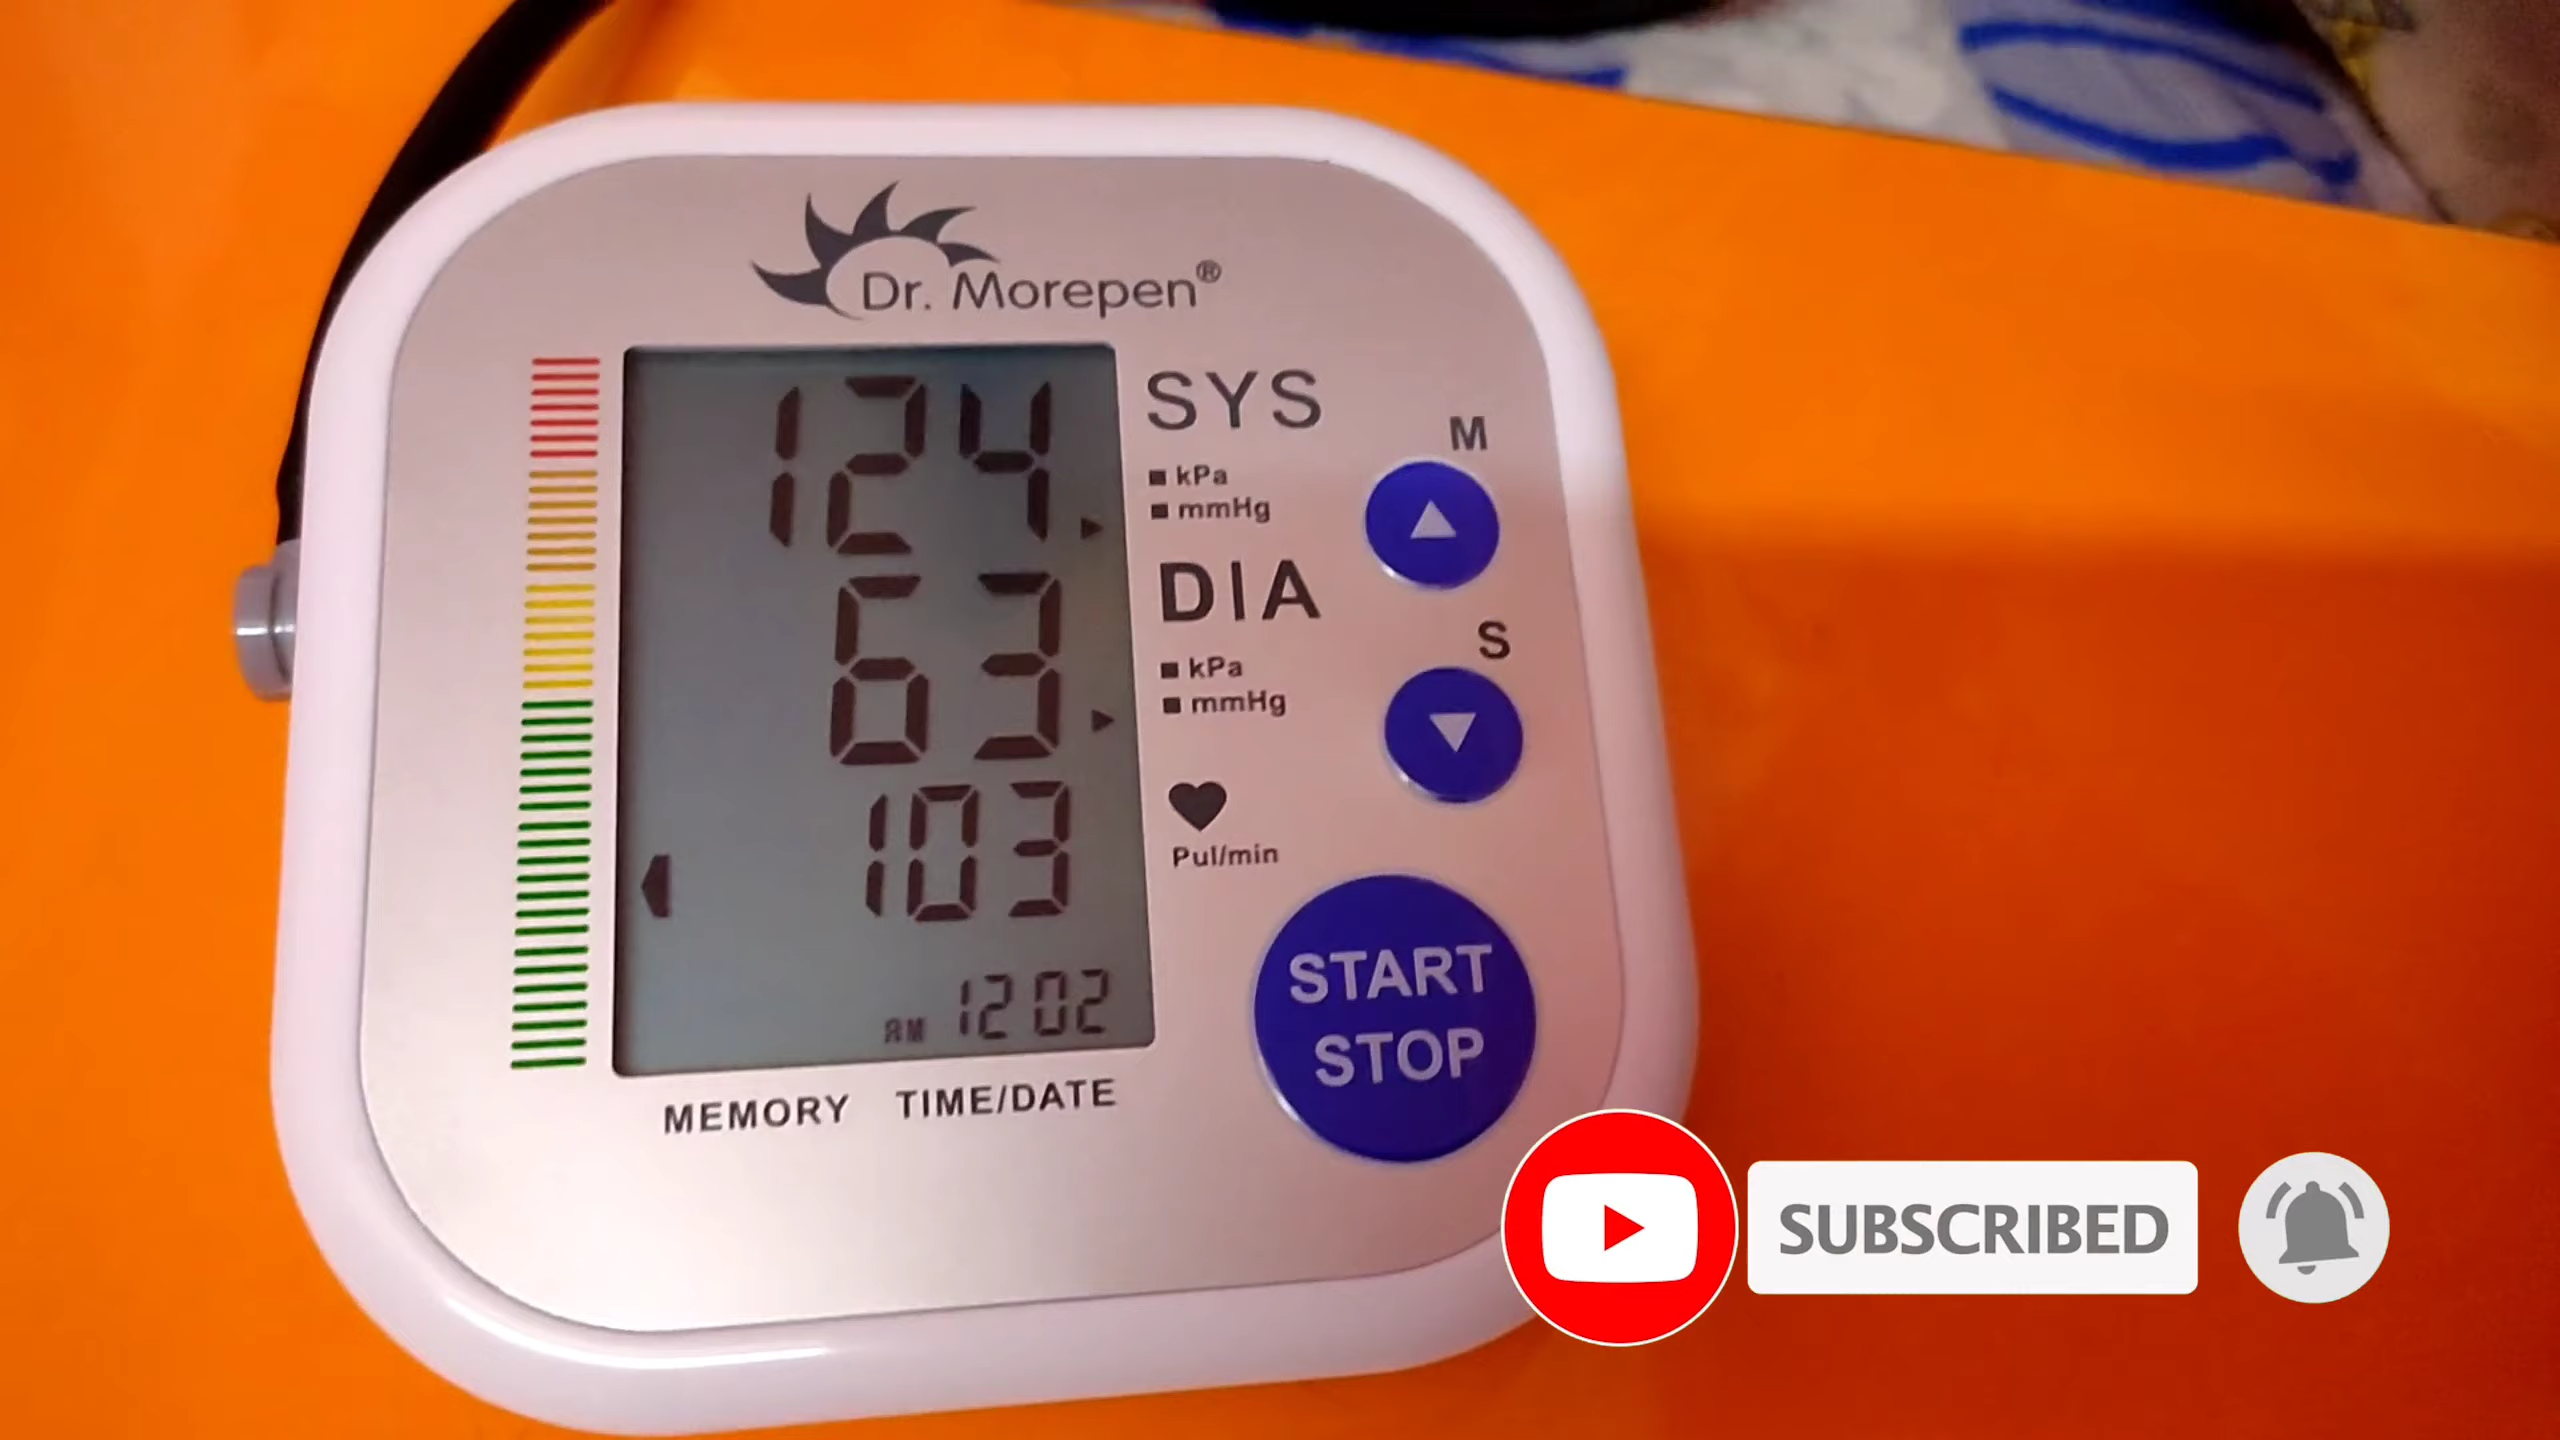 Dr. Morepen®
124
SYS
kPa
mmHg
M
63
DIA
kPa
mmHg
S
103
Pul/min
AM 12 02
MEMORY TIME/DATE
START
STOP
SUBSCRIBED